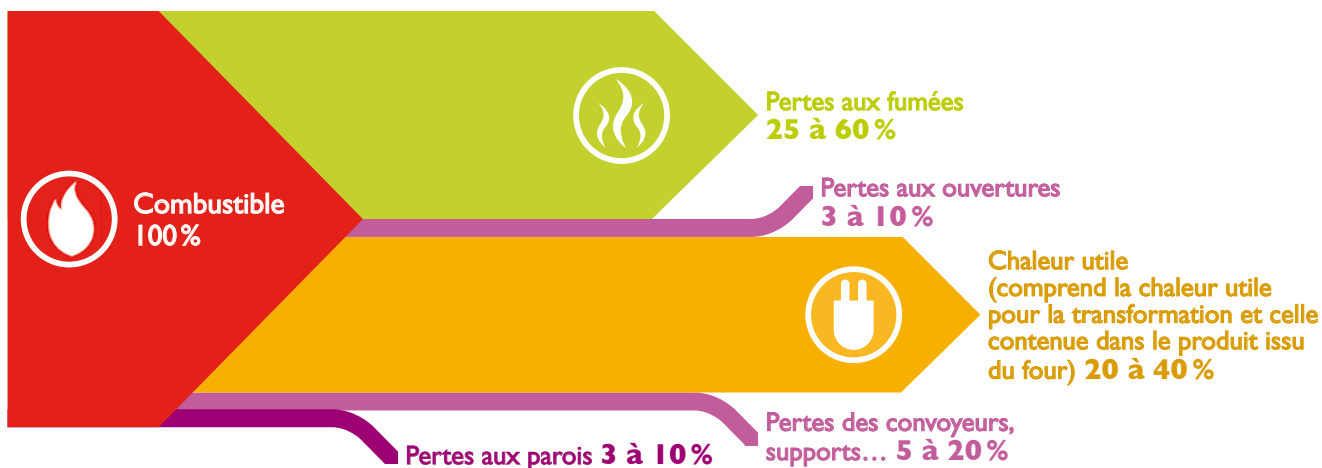 Combustible
100 %
Pertes aux fumées
25 à 60 %
Pertes aux ouvertures
3 à 10 %
Chaleur utile
(comprend la chaleur utile
pour la transformation et celle
contenue dans le produit issu
du four) 20 à 40 %
Pertes des convoyeurs,
supports... 5 à 20 %
Pertes aux parois 3 à 10 %